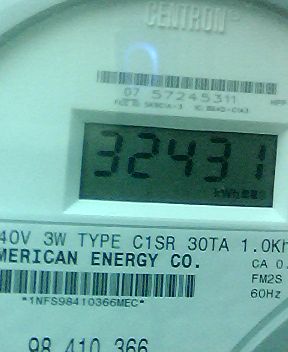 CENTRON®
07 57245311
32431
kWh
40V 3W TYPE C1SR 30TA 1.0Kh
MERICAN ENERGY CO.
CA 0.
FM2S
60Hz
*1NFS98410366MEC*
98 410 366